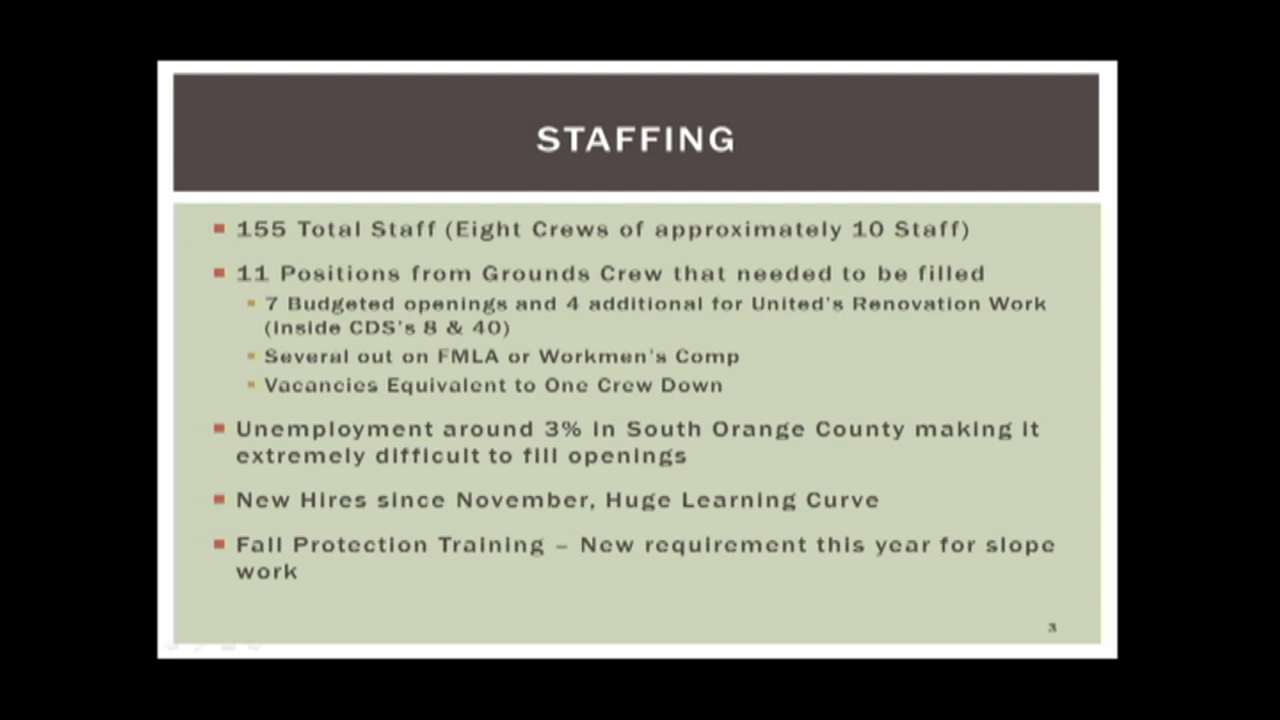 STAFFING
155 Total Staff (Eight Crews of approximately 10 Staff)
11 Positions from Grounds Crew that needed to be filled
7 Budgeted openings and 4 additional for United's Renovation Work
(inside CDS's 8 & 40)
Several out on FMLA or Workmen's Comp
Vacancies Equivalent to One Crew Down
Unemployment around 3% in South Orange County making it
extremely difficult to fill openings
New Hires since November, Huge Learning Curve
Fall Protection Training – New requirement this year for slope
work
3